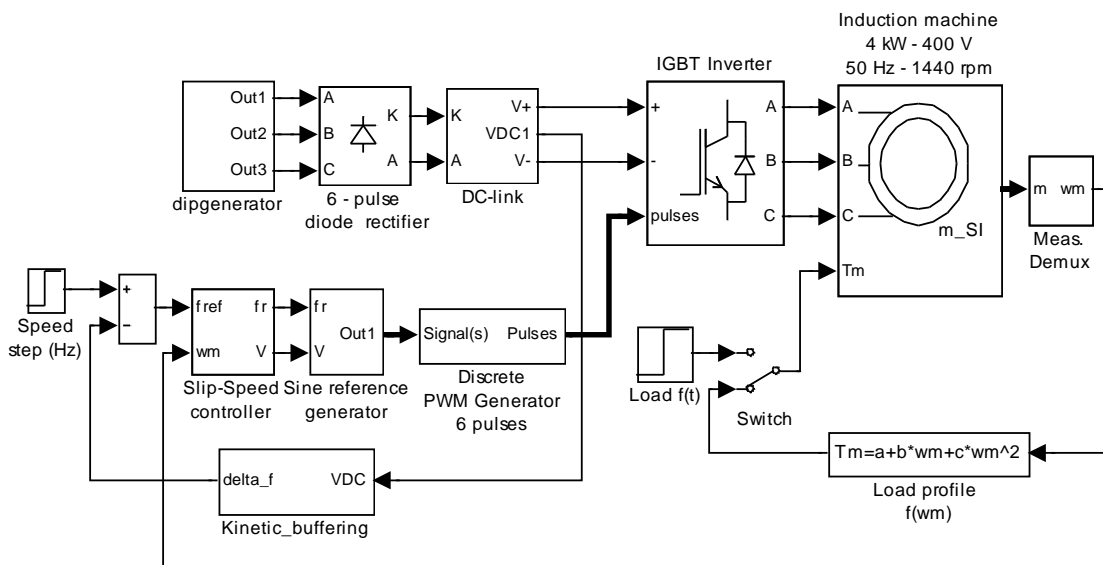 Induction machine
4 kW - 400 V
50 Hz - 1440 rpm
IGBT Inverter
Out1
Out2
Out3
dipgenerator
A
B
C
K
A
6 - pulse
diode rectifier
K
A
V+
VDC1
V-
DC-link
+
-
pulses
A
B
C
A
B
C
Tm
m_SI
m
wm
Meas.
Demux
Speed
step (Hz)
+
−
fref
wm
fr
V
Slip-Speed
controller
fr
V
Out1
Sine reference
generator
Signal(s)
Pulses
Discrete
PWM Generator
6 pulses
Load f(t)
Switch
Tm=a+b*wm+c*wm^2
Load profile
f(wm)
delta_f
VDC
Kinetic_buffering